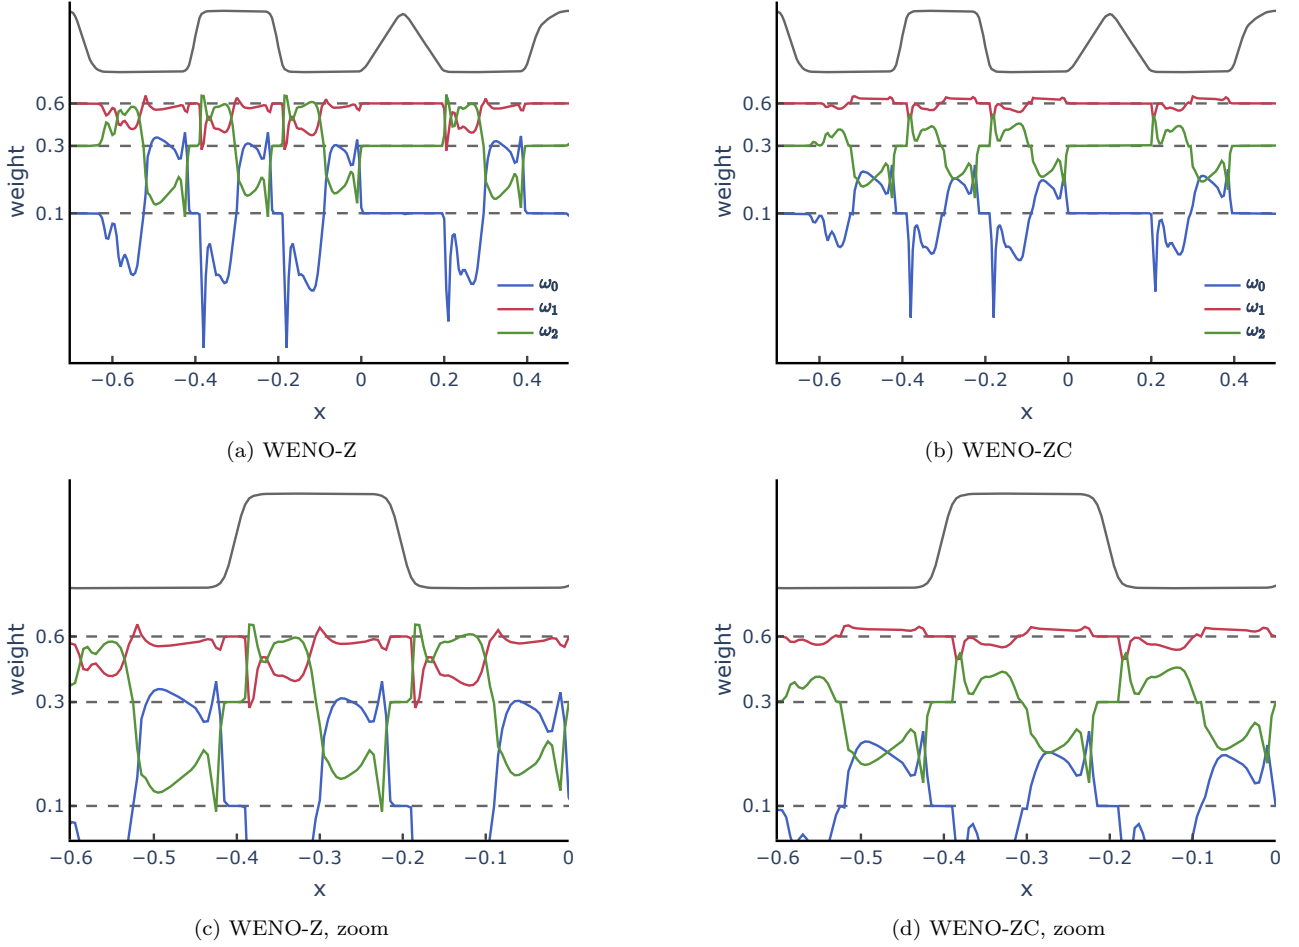 weight
0.6
0.3
0.1
ω₀
ω₁
ω₂
−0.6 −0.4 −0.2 0 0.2 0.4
x
(a) WENO-Z
weight
0.6
0.3
0.1
ω₀
ω₁
ω₂
−0.6 −0.4 −0.2 0 0.2 0.4
x
(b) WENO-ZC
weight
0.6
0.3
0.1
−0.6 −0.5 −0.4 −0.3 −0.2 −0.1 0
x
(c) WENO-Z, zoom
weight
0.6
0.3
0.1
−0.6 −0.5 −0.4 −0.3 −0.2 −0.1 0
x
(d) WENO-ZC, zoom